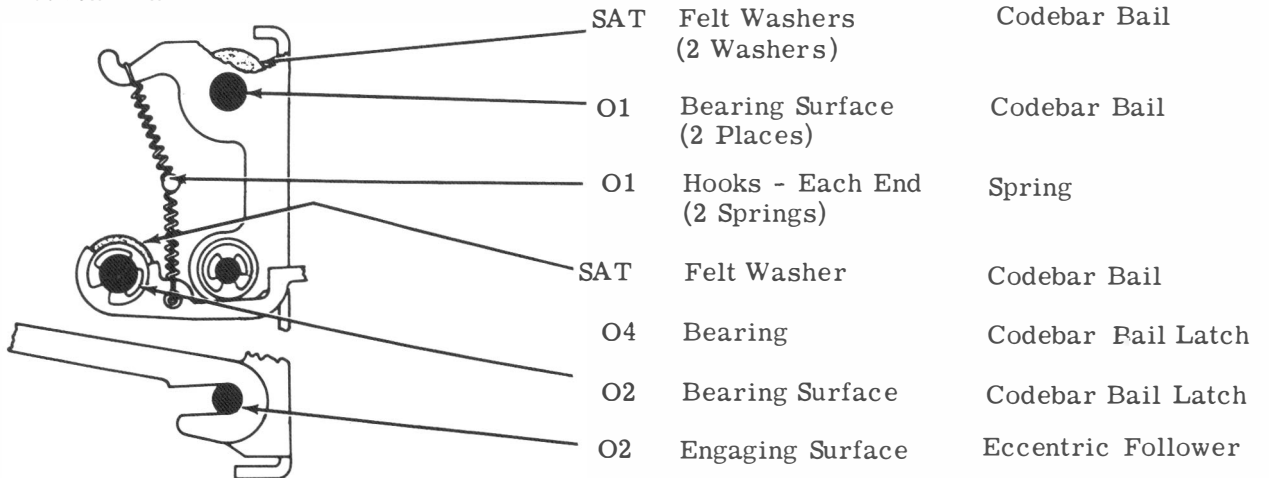 SAT Felt Washers Codebar Bail
(2 Washers)
O1 Bearing Surface Codebar Bail
(2 Places)
O1 Hooks - Each End Spring
(2 Springs)
SAT Felt Washer Codebar Bail
O4 Bearing Codebar Bail Latch
O2 Bearing Surface Codebar Bail Latch
O2 Engaging Surface Eccentric Follower